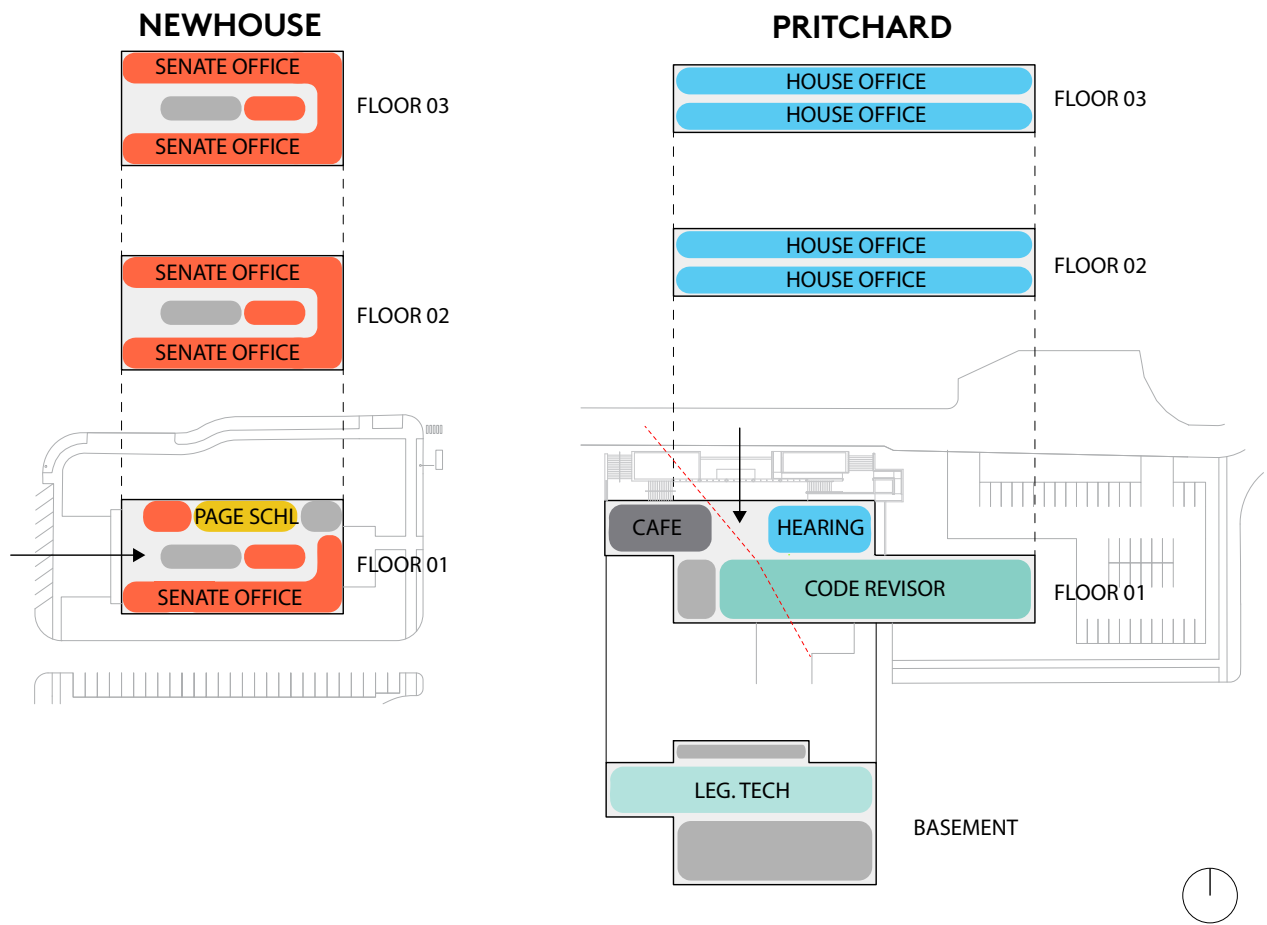 NEWHOUSE
SENATE OFFICE
FLOOR 03
SENATE OFFICE
SENATE OFFICE
FLOOR 02
SENATE OFFICE
PAGE SCHL
FLOOR 01
SENATE OFFICE
PRITCHARD
HOUSE OFFICE
FLOOR 03
HOUSE OFFICE
HOUSE OFFICE
FLOOR 02
HOUSE OFFICE
CAFE
HEARING
CODE REVISOR
FLOOR 01
LEG. TECH
BASEMENT